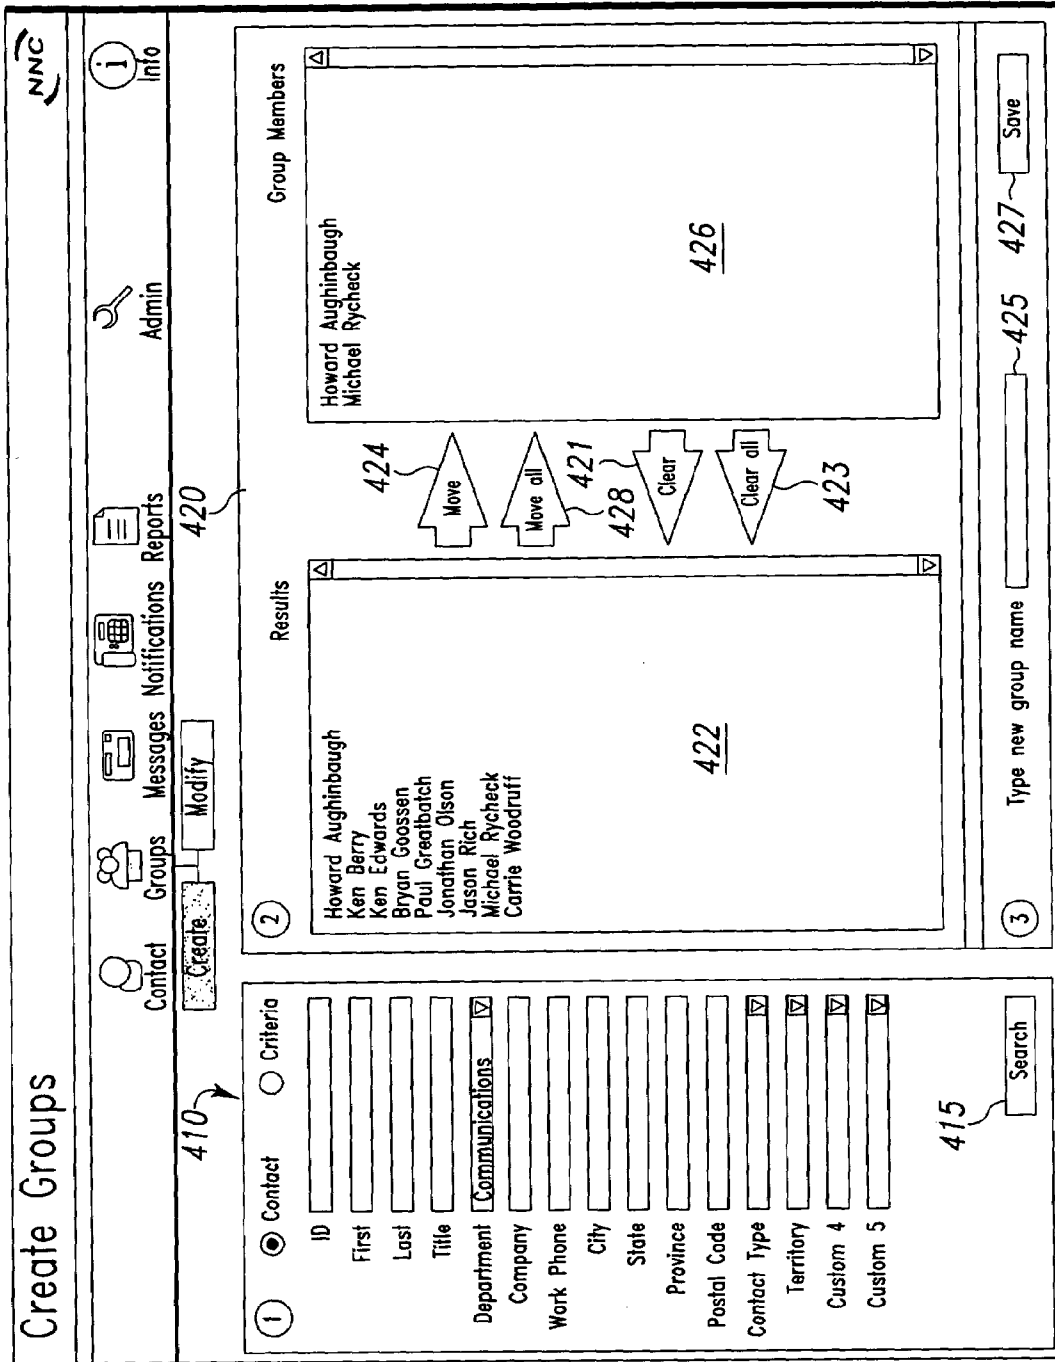 Create Groups
NNC
Contact
Groups
Messages
Notifications
Reports
Admin
i
Info
Create
Modify
410
420
1
Contact
Criteria
ID
First
Last
Title
Department
Communications
Company
Work Phone
City
State
Province
Postal Code
Contact Type
Territory
Custom 4
Custom 5
415
Search
2
Results
Howard Aughinbaugh
Ken Berry
Ken Edwards
Bryan Goossen
Paul Greatbatch
Jonathan Olson
Jason Rich
Michael Rycheck
Carrie Woodruff
422
424
Move
Move all
428
421
Clear
Clear all
423
Group Members
Howard Aughinbaugh
Michael Rycheck
426
3
Type new group name
425
427
Save